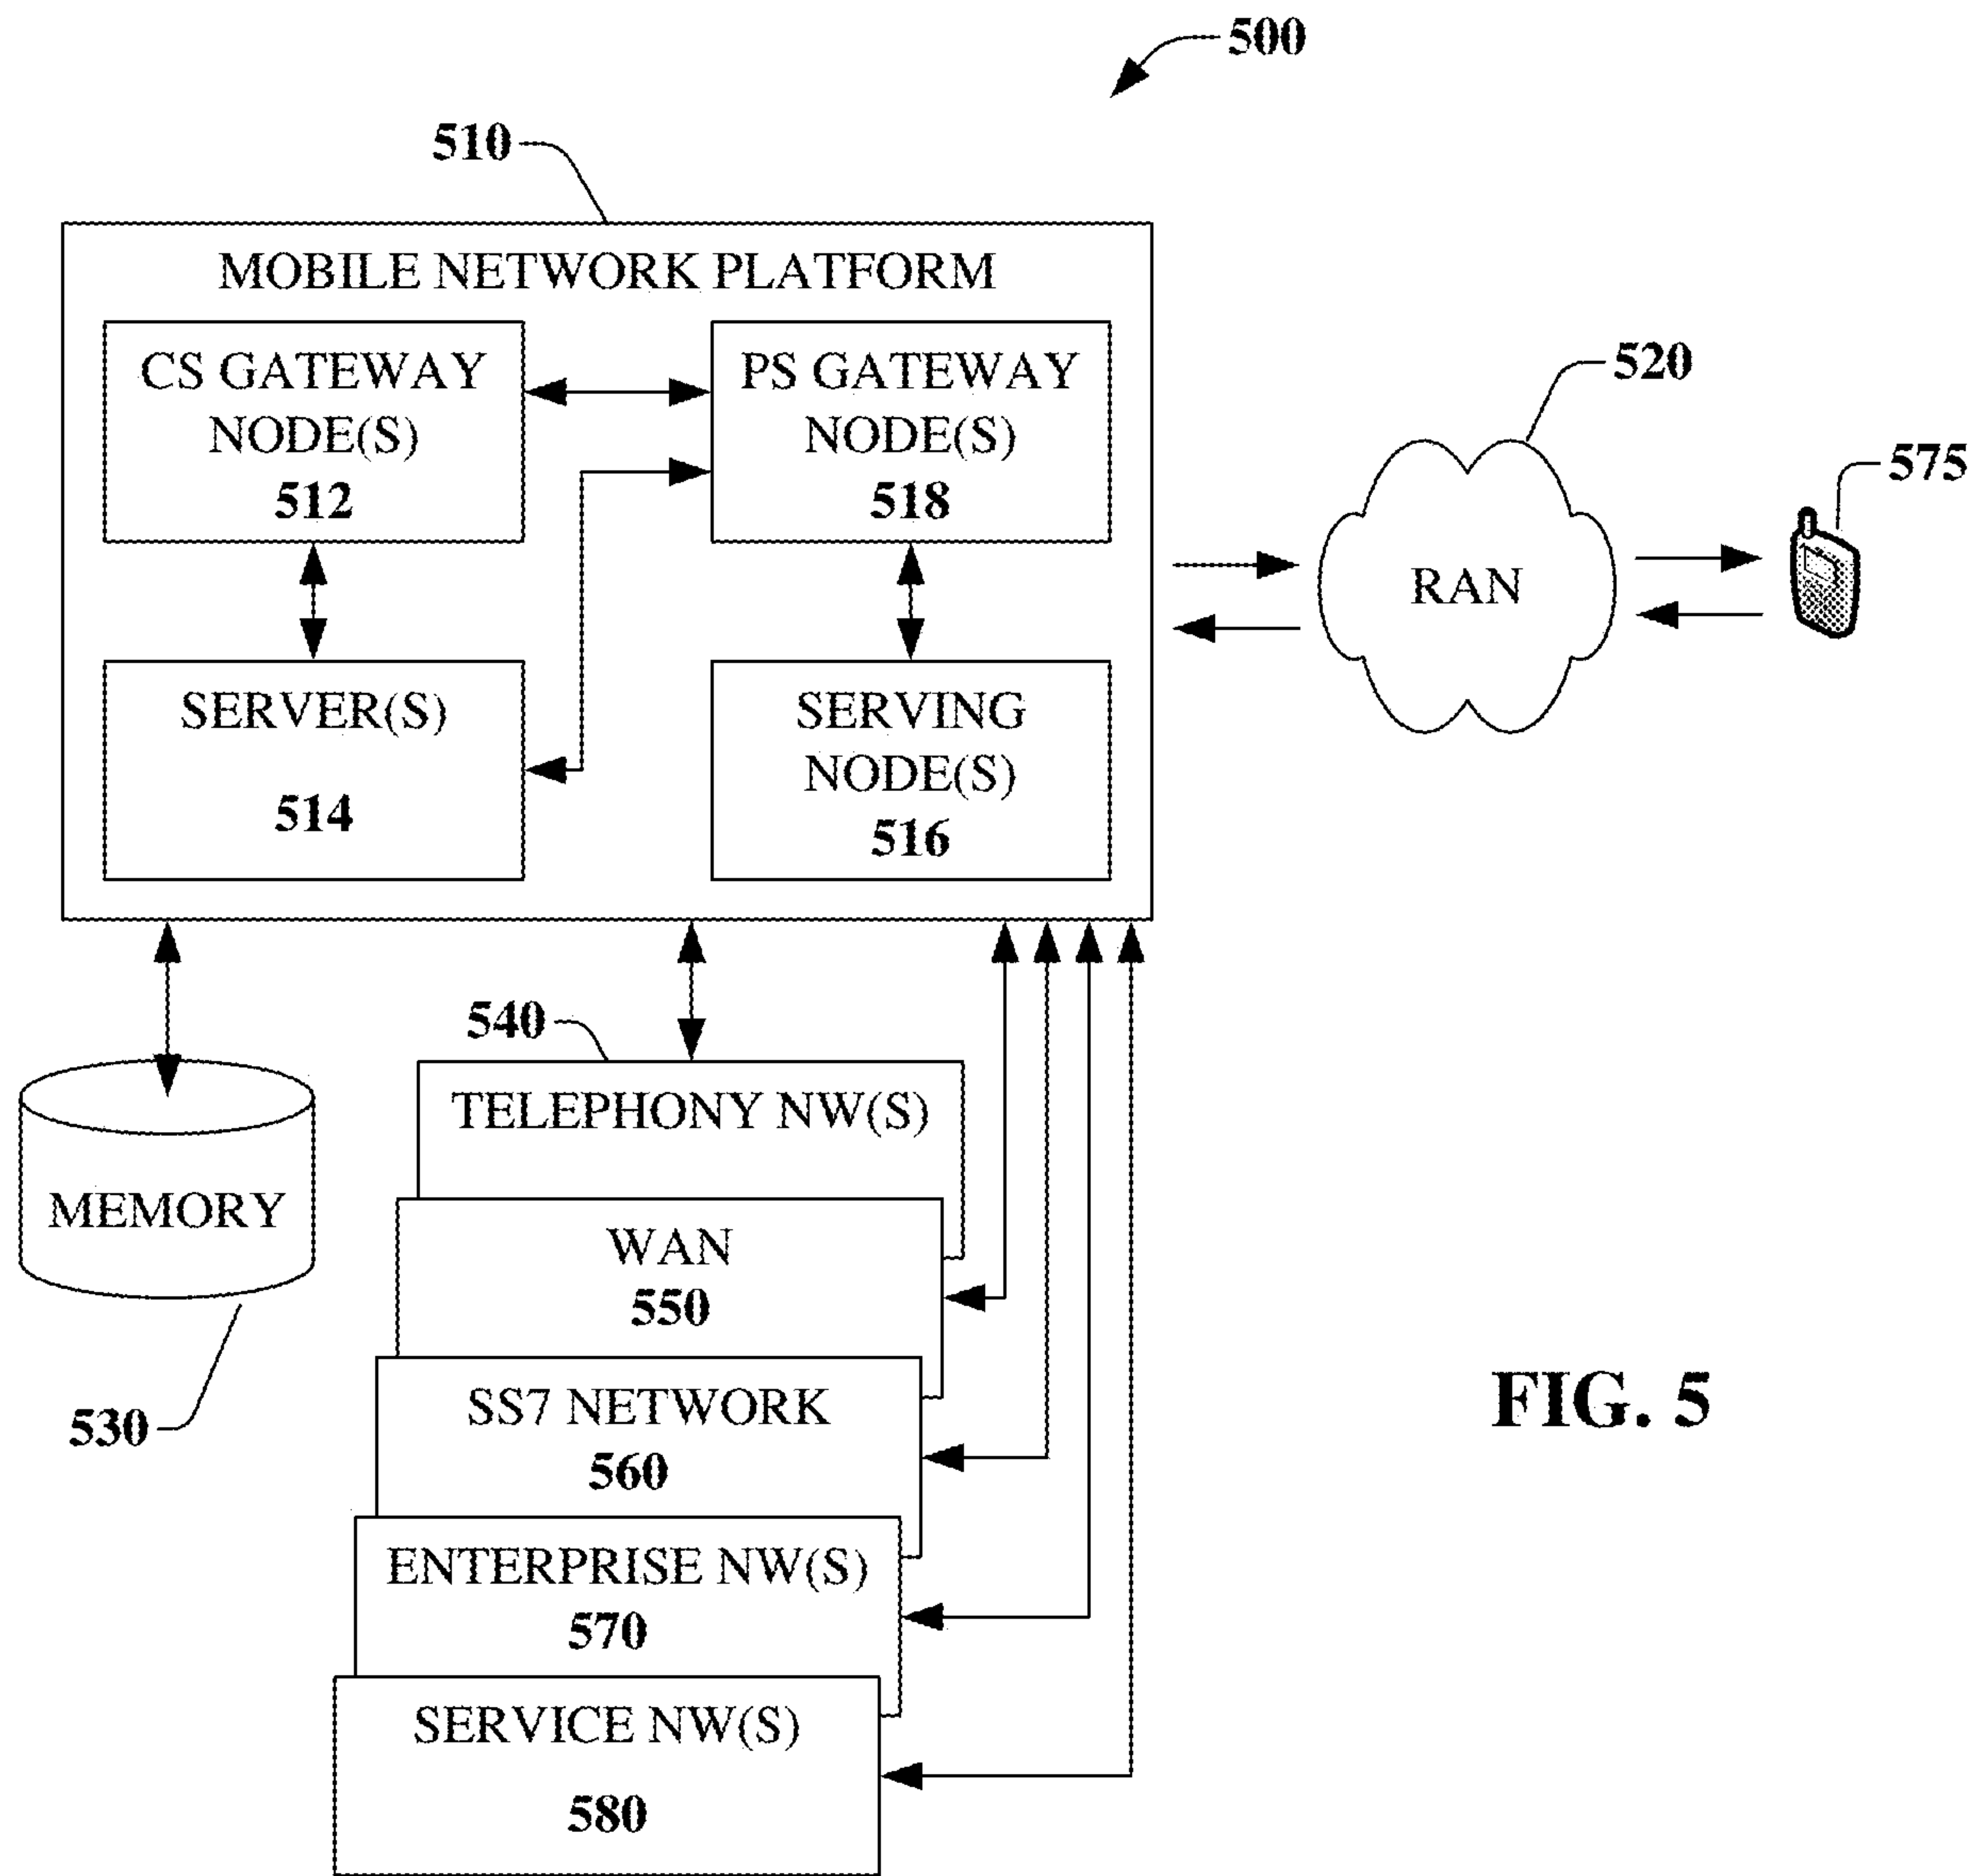 500
510
MOBILE NETWORK PLATFORM
CS GATEWAY
NODE(S)
512
PS GATEWAY
NODE(S)
518
SERVER(S)
514
SERVING
NODE(S)
516
520
RAN
575
540
TELEPHONY NW(S)
MEMORY
530
WAN
550
SS7 NETWORK
560
ENTERPRISE NW(S)
570
SERVICE NW(S)
580
FIG. 5